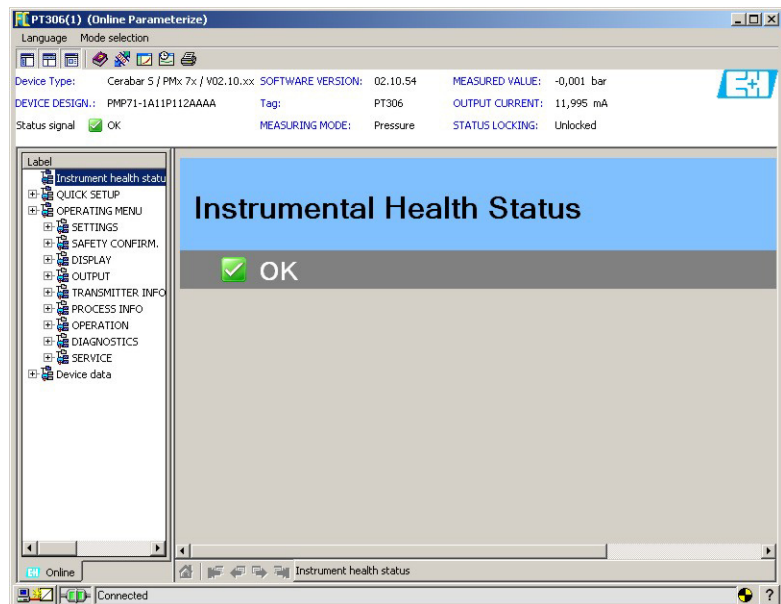 PT306(1) (Online Parameterize)
Language Mode selection
Device Type: Cerabar S / PMx 7x / V02.10.xx SOFTWARE VERSION: 02.10.54 MEASURED VALUE: -0,001 bar
DEVICE DESIGN.: PMP71-1A11P112AAAA Tag: PT306 OUTPUT CURRENT: 11,995 mA
Status signal OK MEASURING MODE: Pressure STATUS LOCKING: Unlocked
E+H
Label
Instrument health statu
QUICK SETUP
OPERATING MENU
SETTINGS
SAFETY CONFIRM.
DISPLAY
OUTPUT
TRANSMITTER INFO
PROCESS INFO
OPERATION
DIAGNOSTICS
SERVICE
Device data
Instrumental Health Status
OK
Online
Instrument health status
Connected
?